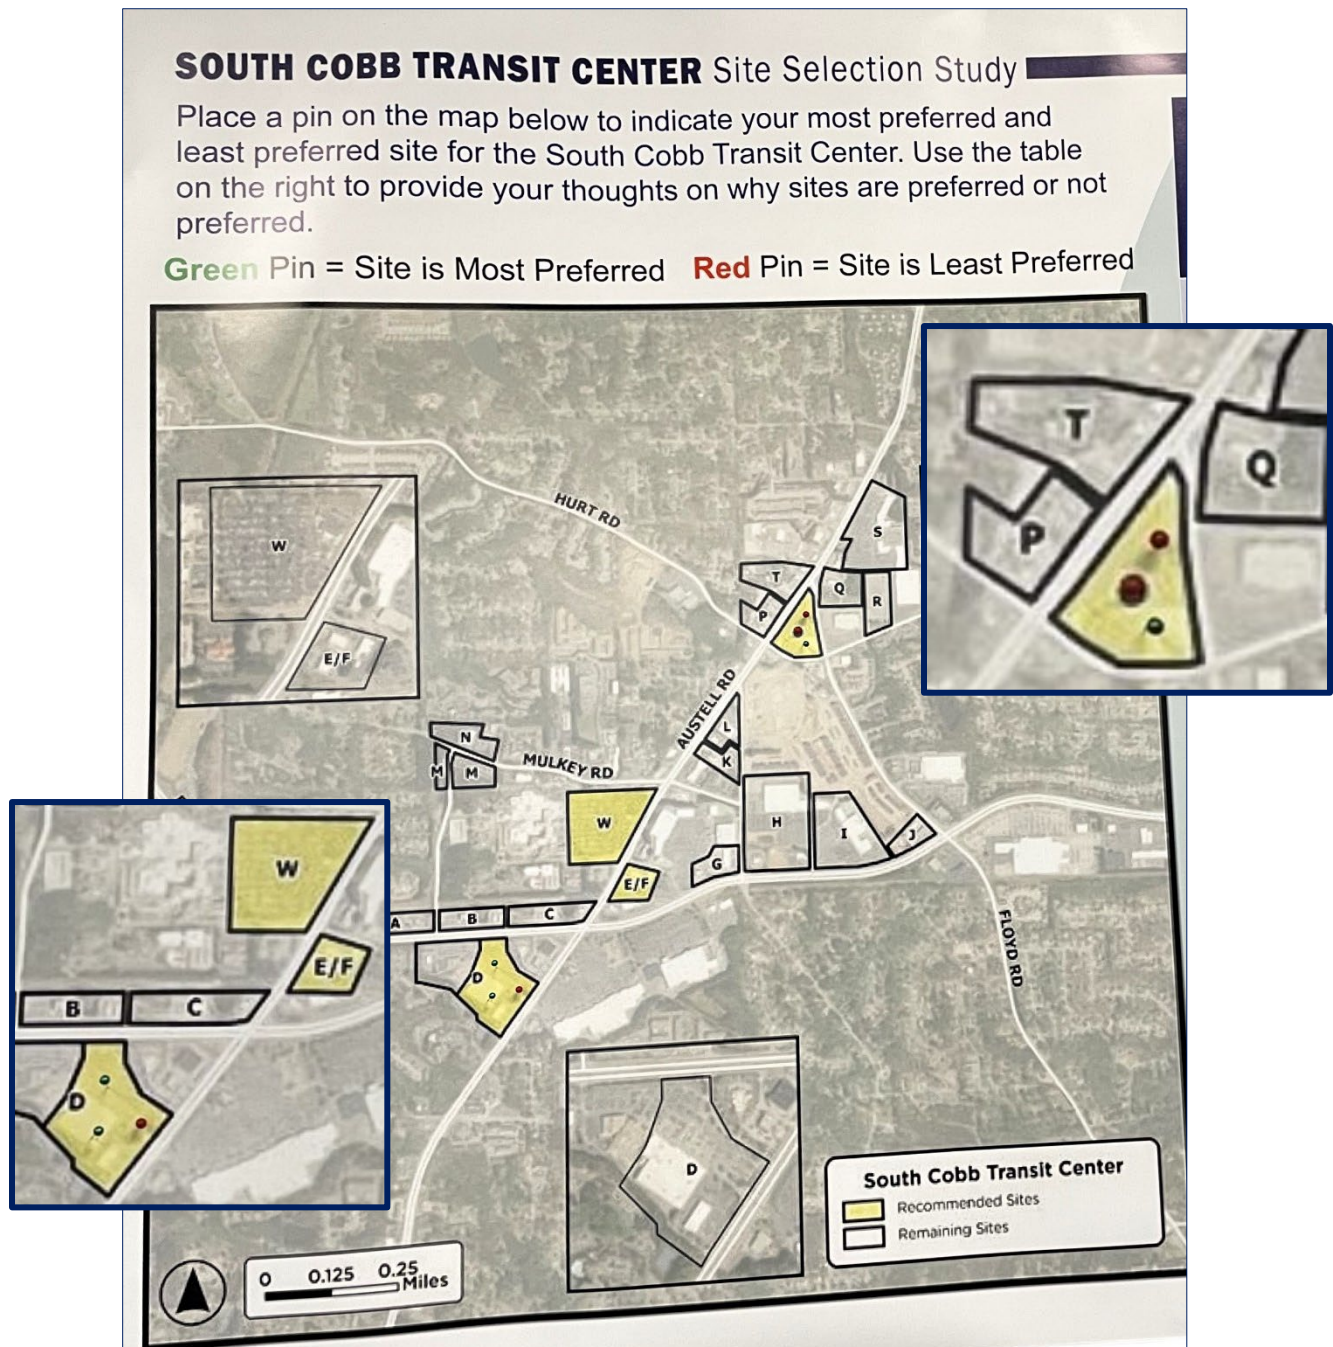 SOUTH COBB TRANSIT CENTER Site Selection Study
Place a pin on the map below to indicate your most preferred and
least preferred site for the South Cobb Transit Center. Use the table
on the right to provide your thoughts on why sites are preferred or not
preferred.
Green Pin = Site is Most Preferred Red Pin = Site is Least Preferred
T
Q
P
W
E/F
HURT RD
S
T
Q
R
P
AUSTELL RD
L
K
N
M
M
MULKEY RD
W
H
I
J
G
E/F
A
B
C
D
FLOYD RD
W
E/F
B
C
D
D
South Cobb Transit Center
Recommended Sites
Remaining Sites
0 0.125 0.25
Miles